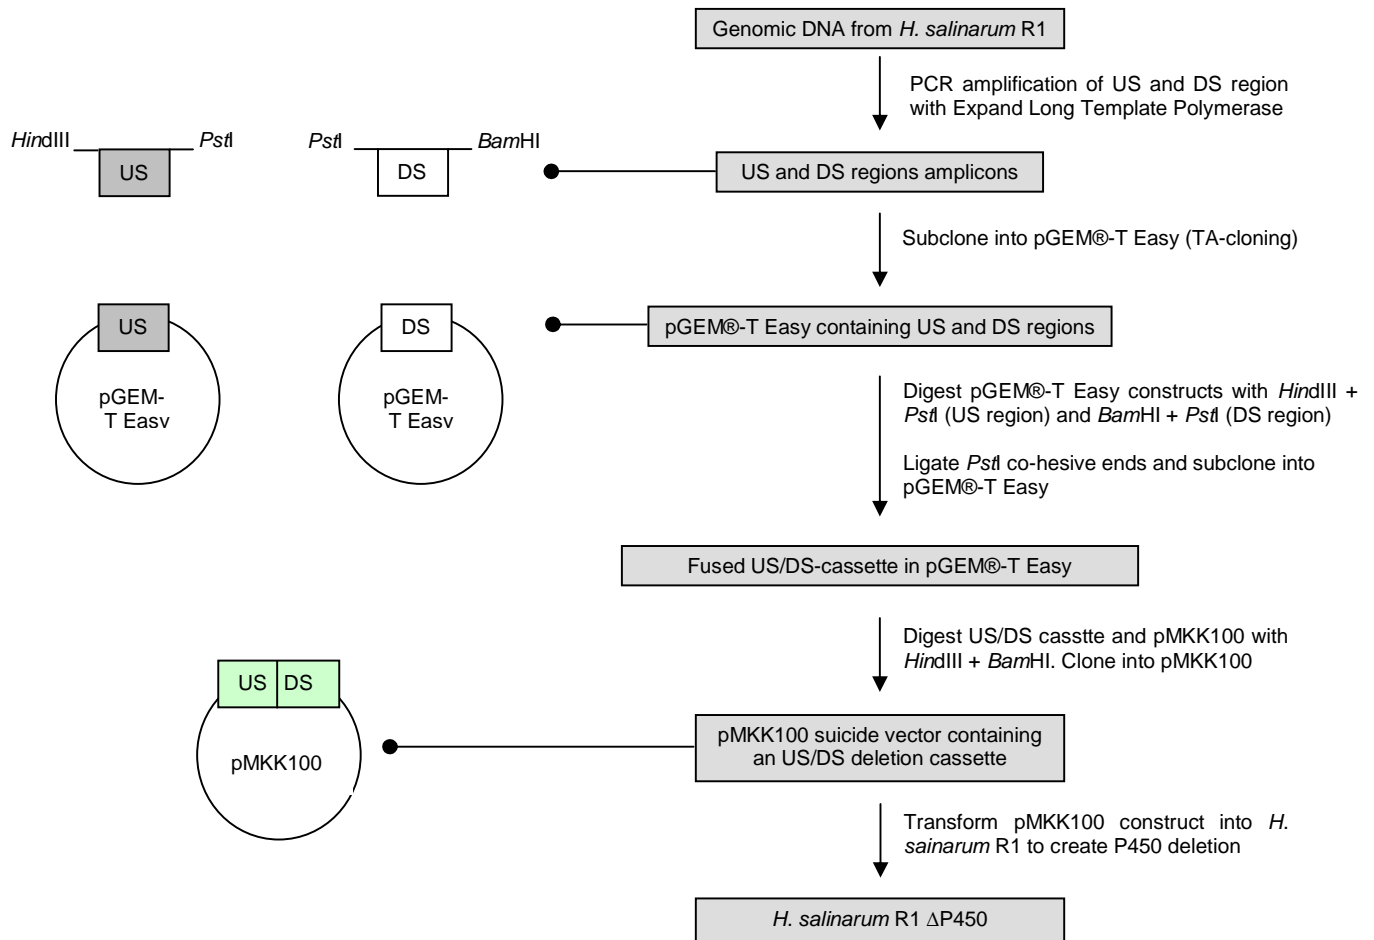 Genomic DNA from H. salinarum R1
PCR amplification of US and DS region
with Expand Long Template Polymerase
HindIII
PstI
PstI
BamHI
US
DS
US and DS regions amplicons
Subclone into pGEM®-T Easy (TA-cloning)
US
DS
pGEM®-T Easy containing US and DS regions
pGEM-
T Easv
pGEM-
T Easv
Digest pGEM®-T Easy constructs with HindIII +
PstI (US region) and BamHI + PstI (DS region)
Ligate PstI co-hesive ends and subclone into
pGEM®-T Easy
Fused US/DS-cassette in pGEM®-T Easy
Digest US/DS casstte and pMKK100 with
HindIII + BamHI. Clone into pMKK100
US DS
pMKK100
pMKK100 suicide vector containing
an US/DS deletion cassette
Transform pMKK100 construct into H.
sainarum R1 to create P450 deletion
H. salinarum R1 ΔP450